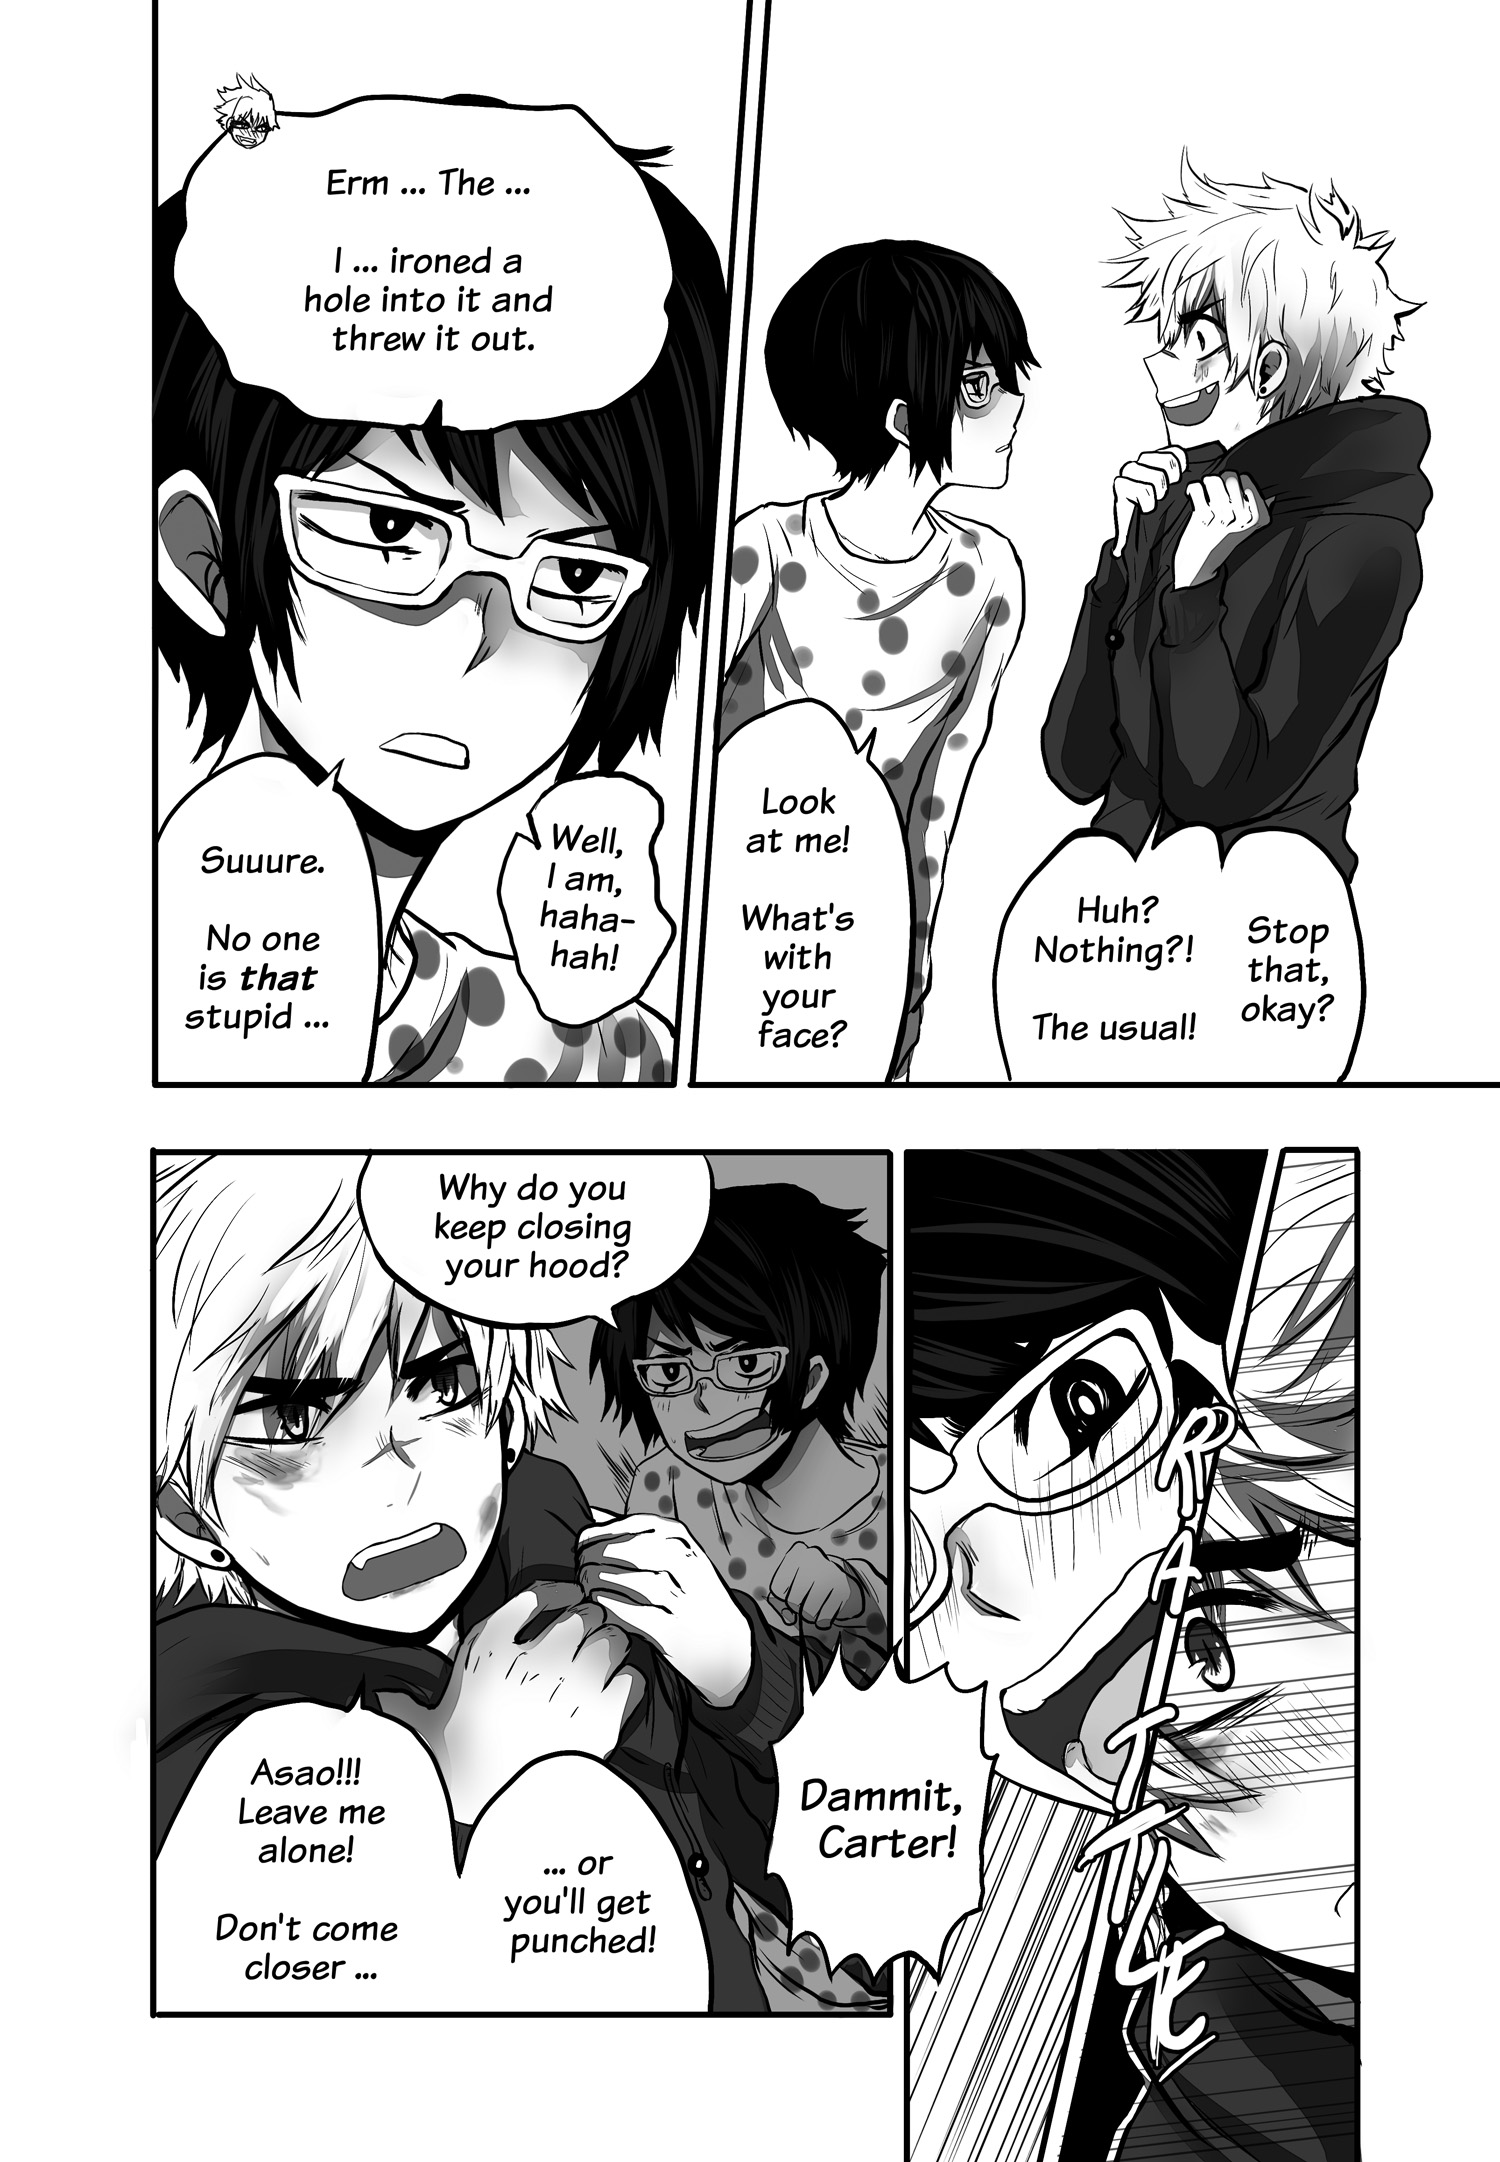 Erm ... The ...
I ... ironed a
hole into it and
threw it out.
Suuure.
No one
is that
stupid ...
Well,
I am,
haha-
hah!
Look
at me!
What's
with
your
face?
Huh?
Nothing?!
The usual!
Stop
that,
okay?
Why do you
keep closing
your hood?
Asao!!!
Leave me
alone!
Don't come
closer ...
... or
you'll get
punched!
Dammit,
Carter!
RATTLE